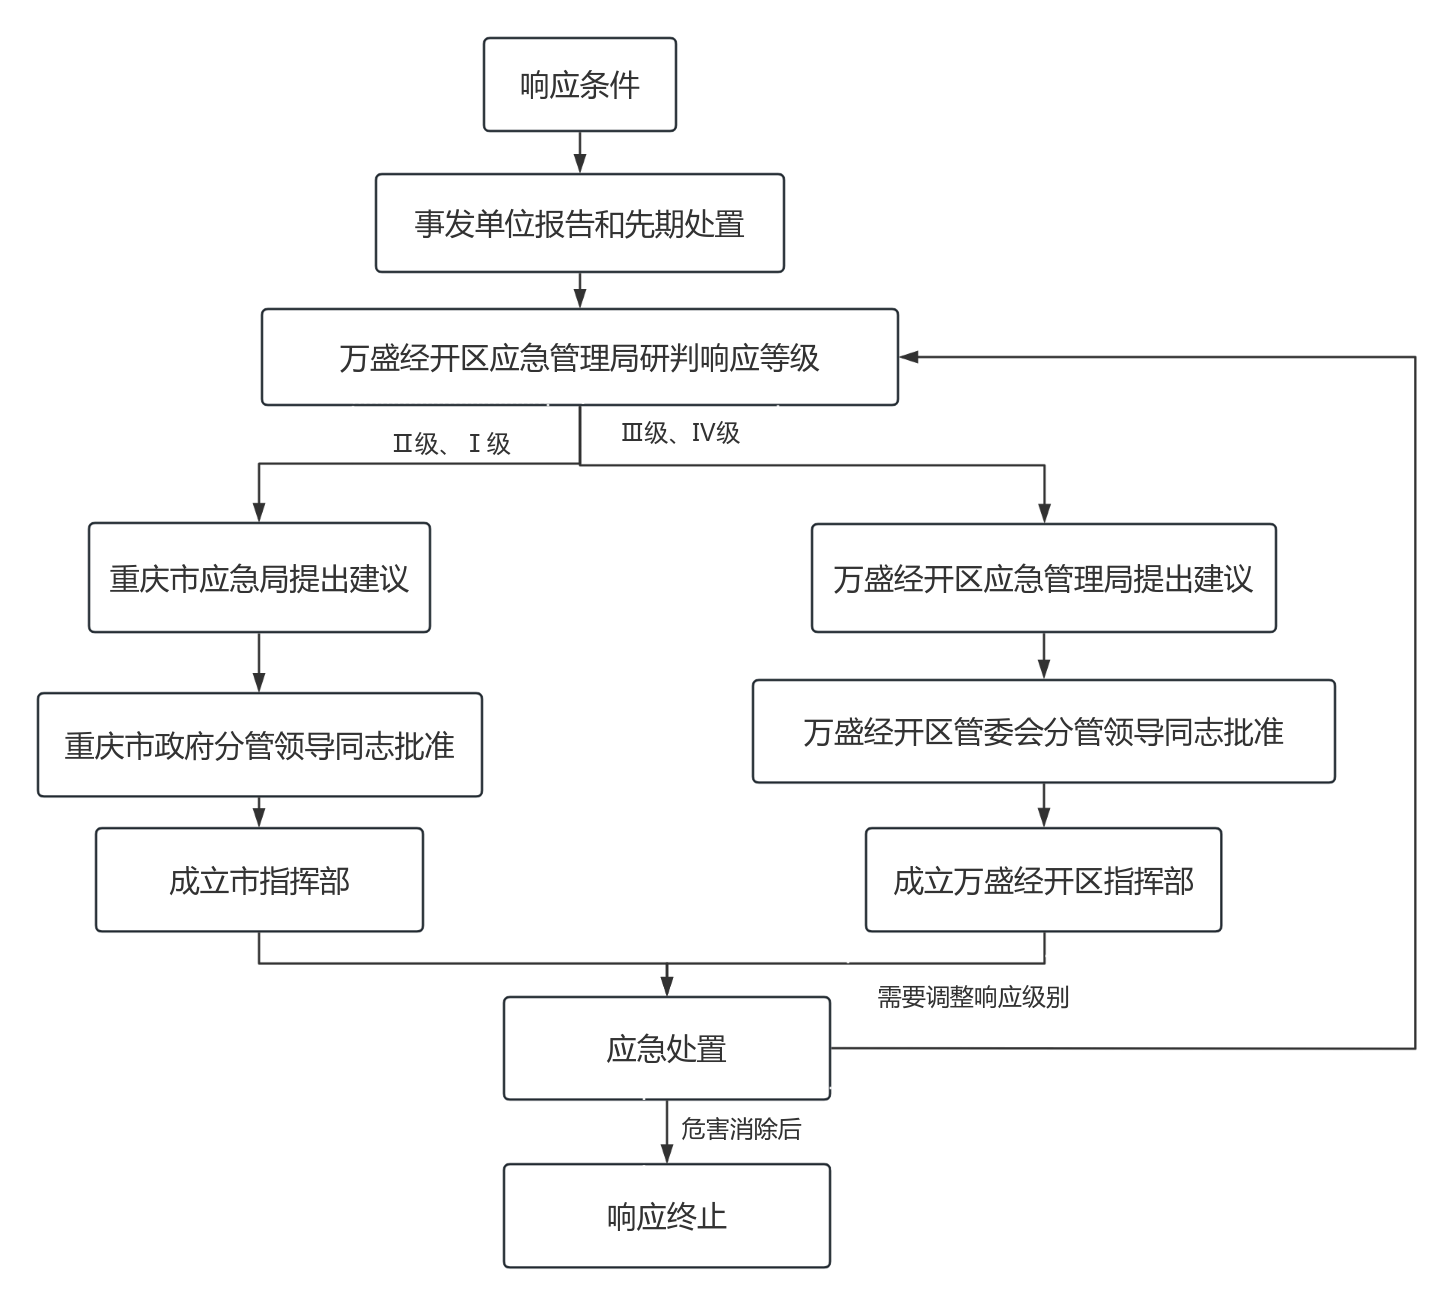 响应条件
事发单位报告和先期处置
万盛经开区应急管理局研判响应等级
Ⅱ级、Ⅰ级
Ⅲ级、Ⅳ级
重庆市应急局提出建议
万盛经开区应急管理局提出建议
重庆市政府分管领导同志批准
万盛经开区管委会分管领导同志批准
成立市指挥部
成立万盛经开区指挥部
需要调整响应级别
应急处置
危害消除后
响应终止